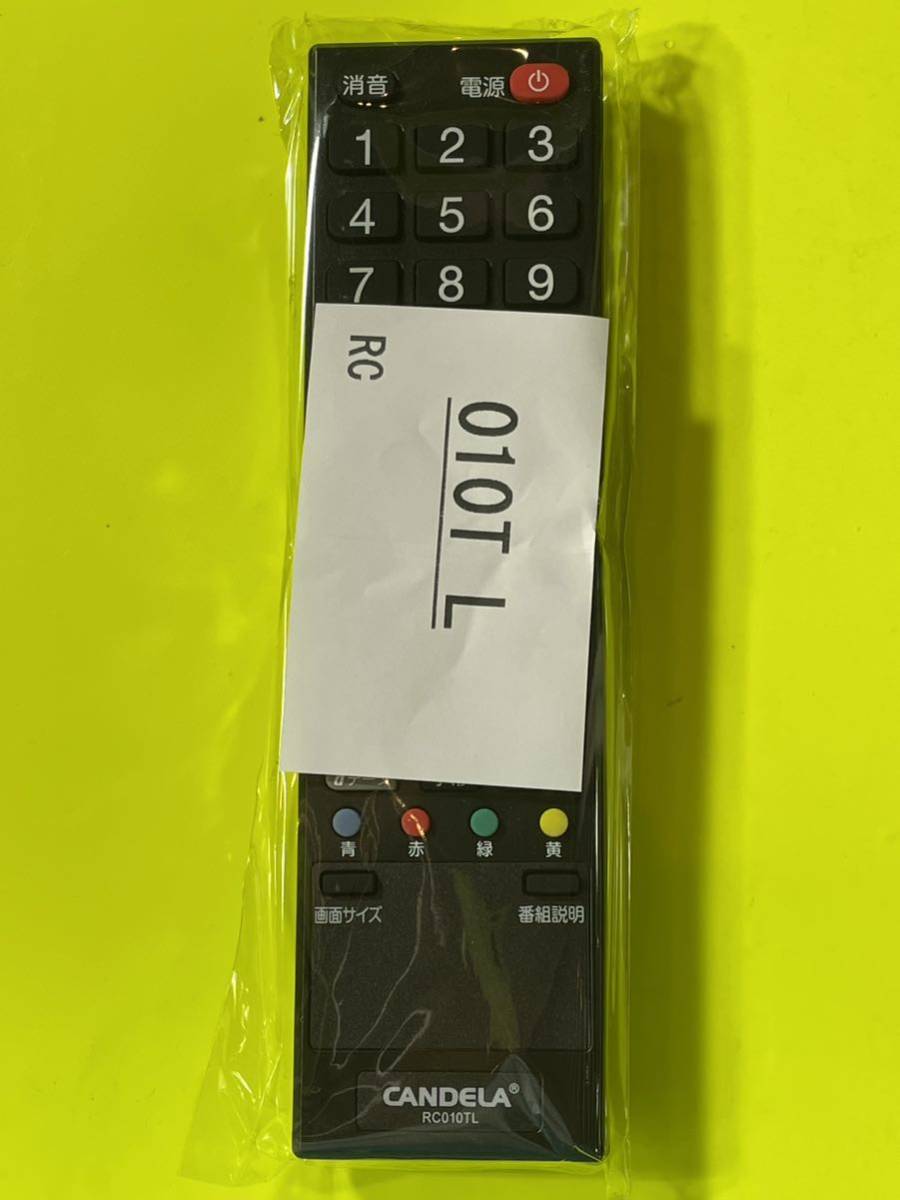 消音 電源
1 2 3
4 5 6
7 8 9
RC
010T L
青 赤 緑 黄
画面サイズ 番組説明
CANDELA®
RC010TL